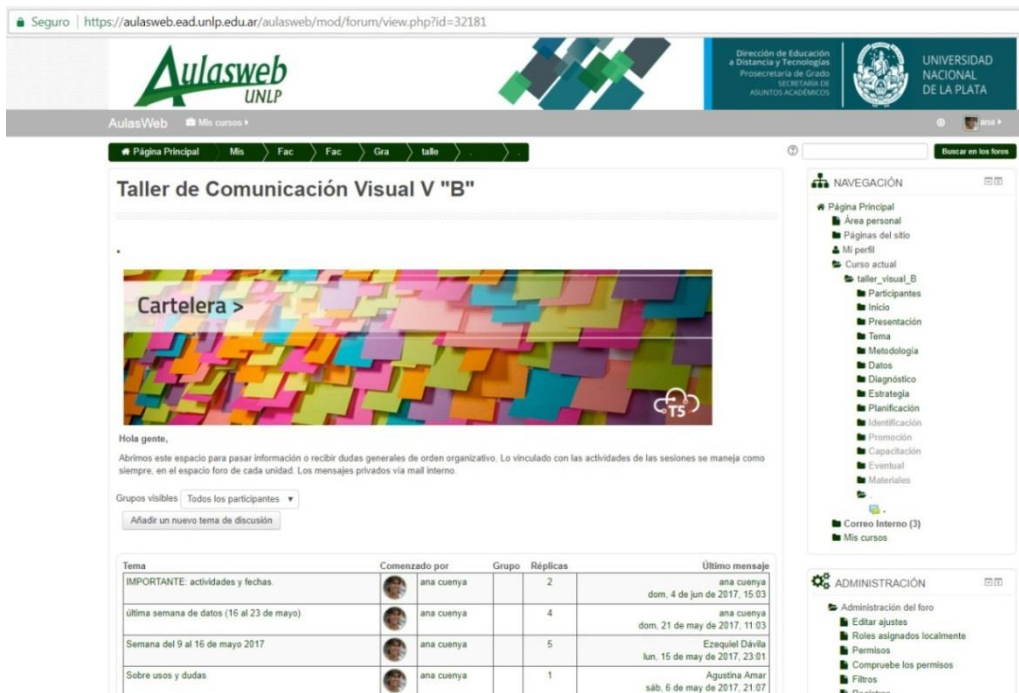 Seguro | https://aulasweb.ead.unlp.edu.ar/aulasweb/mod/forum/view.php?id=32181
Aulasweb
UNLP
Dirección de Educación
a Distancia y Tecnologías
Prosecretaría de Grado
SECRETARÍA DE
ASUNTOS ACADÉMICOS
UNIVERSIDAD
NACIONAL
DE LA PLATA
AulasWeb Mis cursos
ana
Página Principal Mis Fac Fac Gra talle . .
Buscar en los foros
Taller de Comunicación Visual V "B"
.
Cartelera >
T5
Hola gente,
Abrimos este espacio para pasar información o recibir dudas generales de orden organizativo. Lo vinculado con las actividades de las sesiones se maneja como
siempre, en el espacio foro de cada unidad. Los mensajes privados vía mail interno.
Grupos visibles Todos los participantes
Añadir un nuevo tema de discusión
Tema Comenzado por Grupo Réplicas Último mensaje
IMPORTANTE: actividades y fechas. ana cuenya 2 ana cuenya
dom, 4 de jun de 2017, 15:03
última semana de datos (16 al 23 de mayo) ana cuenya 4 ana cuenya
dom, 21 de may de 2017, 11:03
Semana del 9 al 16 de mayo 2017 ana cuenya 5 Ezequiel Dávila
lun, 15 de may de 2017, 23:01
Sobre usos y dudas ana cuenya 1 Agustina Amar
sáb, 6 de may de 2017, 21:07
NAVEGACIÓN
Página Principal
Área personal
Páginas del sitio
Mi perfil
Curso actual
taller_visual_B
Participantes
Inicio
Presentación
Tema
Metodología
Datos
Diagnóstico
Estrategia
Planificación
Identificación
Promoción
Capacitación
Eventual
Materiales
.
.
Correo Interno (3)
Mis cursos
ADMINISTRACIÓN
Administración del foro
Editar ajustes
Roles asignados localmente
Permisos
Compruebe los permisos
Filtros